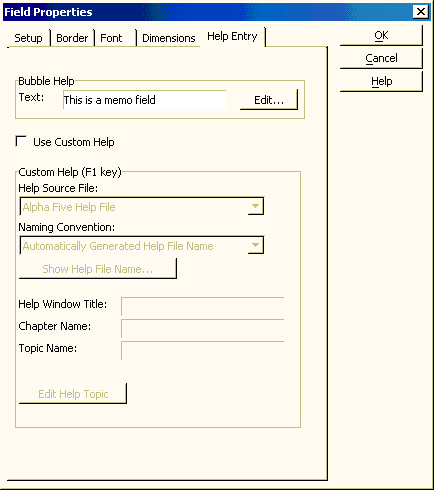 Field Properties
Setup Border Font Dimensions Help Entry
OK
Cancel
Help
Bubble Help
Text: This is a memo field Edit...
Use Custom Help
Custom Help (F1 key)
Help Source File:
Alpha Five Help File
Naming Convention:
Automatically Generated Help File Name
Show Help File Name...
Help Window Title:
Chapter Name:
Topic Name:
Edit Help Topic